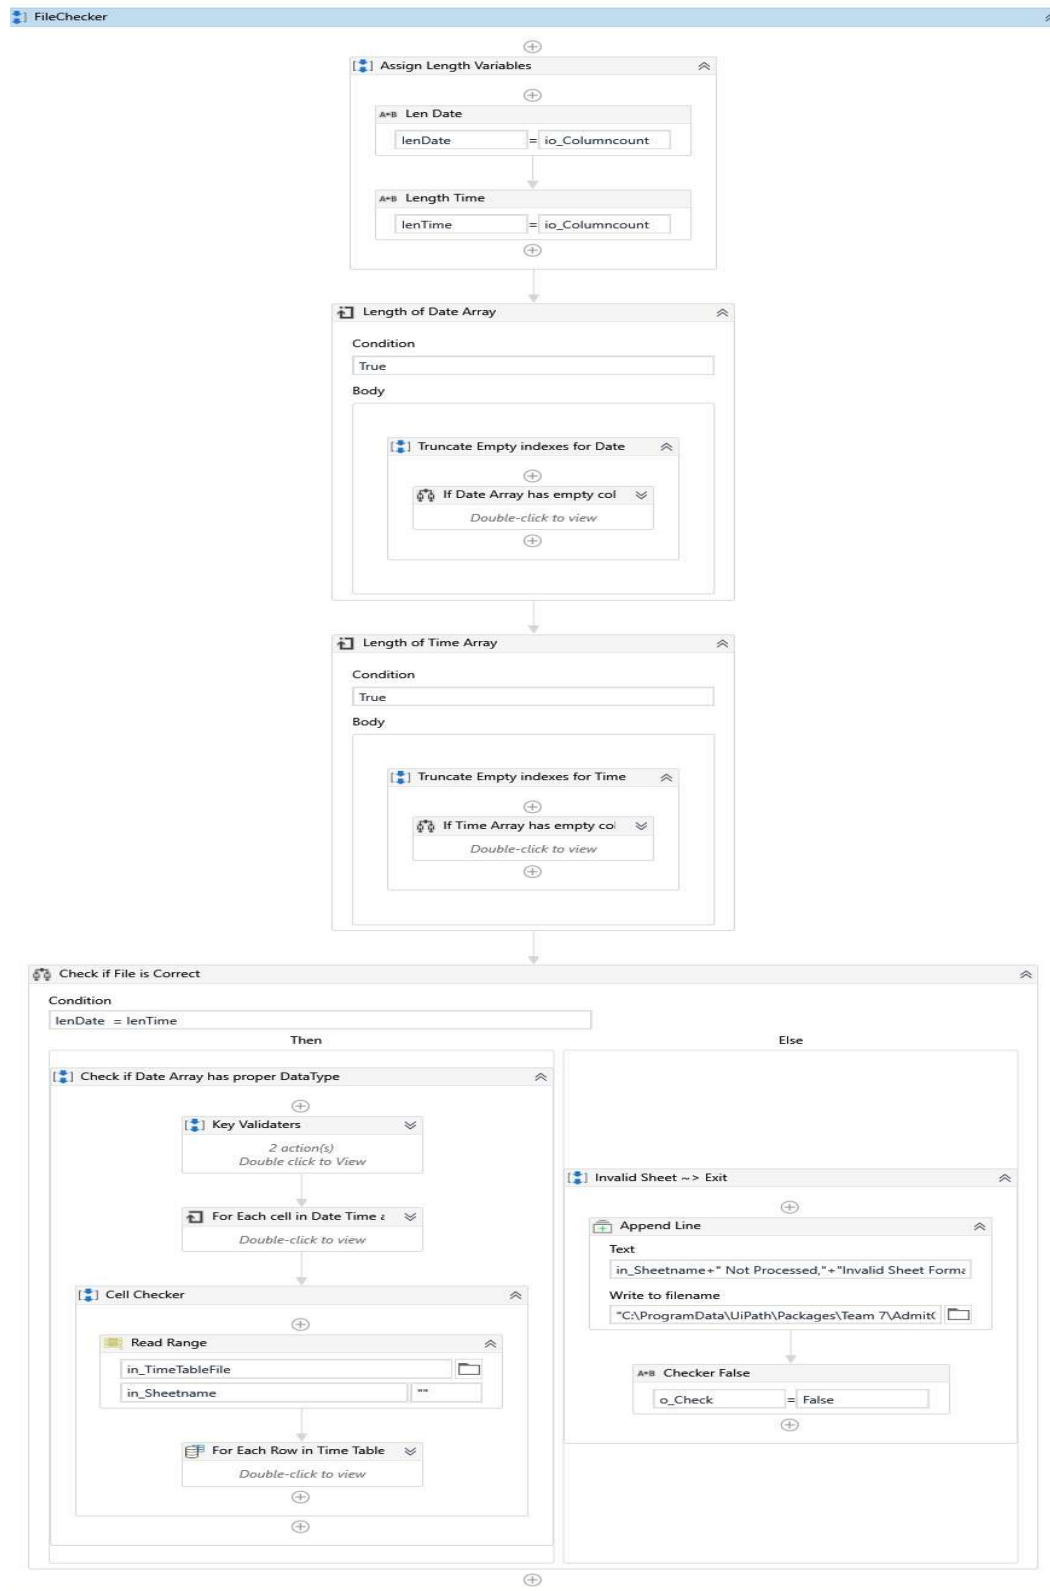 FileChecker
Assign Length Variables
A=B Len Date
lenDate = io_Columncount
A=B Length Time
lenTime = io_Columncount
Length of Date Array
Condition
True
Body
Truncate Empty indexes for Date
If Date Array has empty col
Double-click to view
Length of Time Array
Condition
True
Body
Truncate Empty indexes for Time
If Time Array has empty col
Double-click to view
Check if File is Correct
Condition
lenDate = lenTime
Then
Check if Date Array has proper DataType
Key Validaters
2 action(s)
Double click to View
For Each cell in Date Time
Double-click to view
Cell Checker
Read Range
in_TimeTableFile
in_Sheetname ""
For Each Row in Time Table
Double-click to view
Else
Invalid Sheet ~> Exit
Append Line
Text
in_Sheetname+" Not Processed,"+"Invalid Sheet Forma
Write to filename
"C:\ProgramData\UiPath\Packages\Team 7\Admit
A=B Checker False
o_Check = False